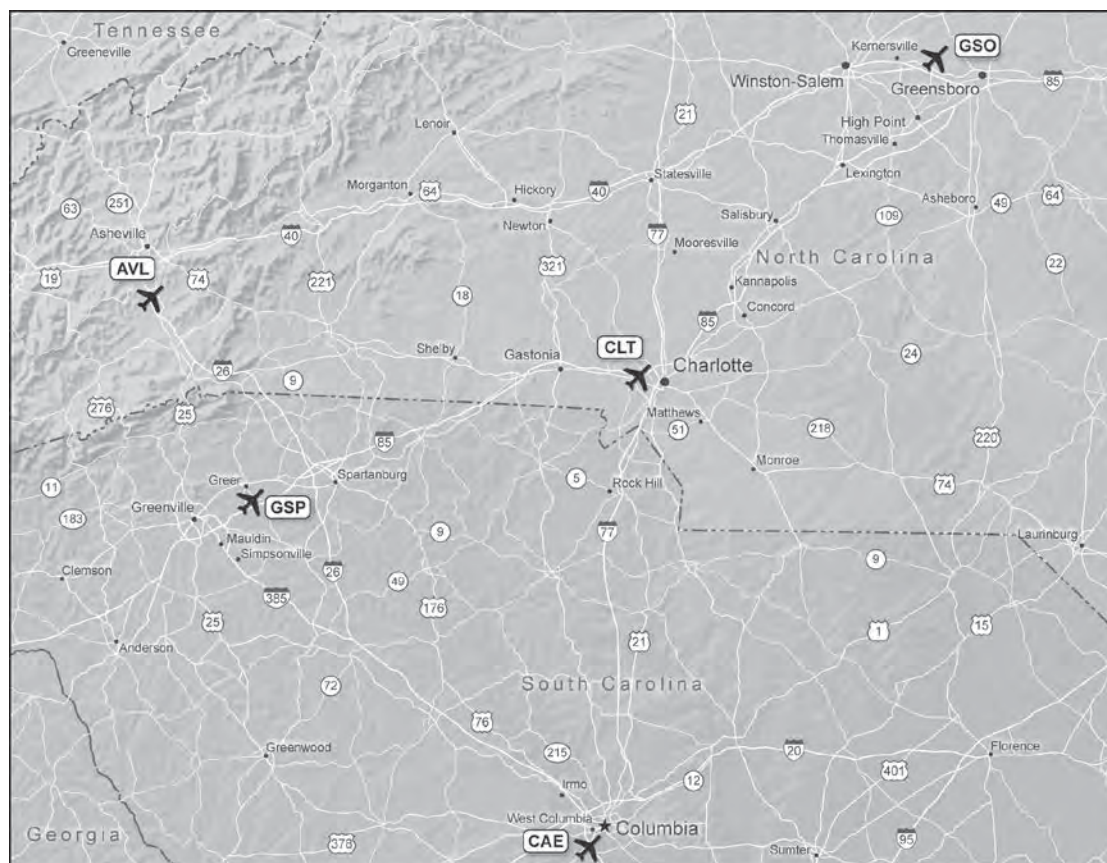 Tennessee
Greeneville
Kernersville
GSO
Winston-Salem
Greensboro
85
21
High Point
Thomasville
Lenoir
Lexington
Statesville
Morganton
64
Hickory
40
Asheboro
49
64
63
251
109
Salisbury
Newton
Asheville
40
77
Mooresville
North Carolina
22
AVL
19
74
221
321
Kannapolis
18
85
Concord
CLT
24
Shelby
Gastonia
Charlotte
26
9
276
25
Matthews
51
218
220
85
Monroe
Spartanburg
Greer
11
5
Rock Hill
74
GSP
183
Greenville
77
9
Laurinburg
Mauldin
Simpsonville
9
Clemson
26
49
385
176
25
1
15
21
Anderson
South Carolina
72
76
Greenwood
215
20
Florence
12
401
Irmo
West Columbia
Columbia
Georgia
378
CAE
95
Sumter